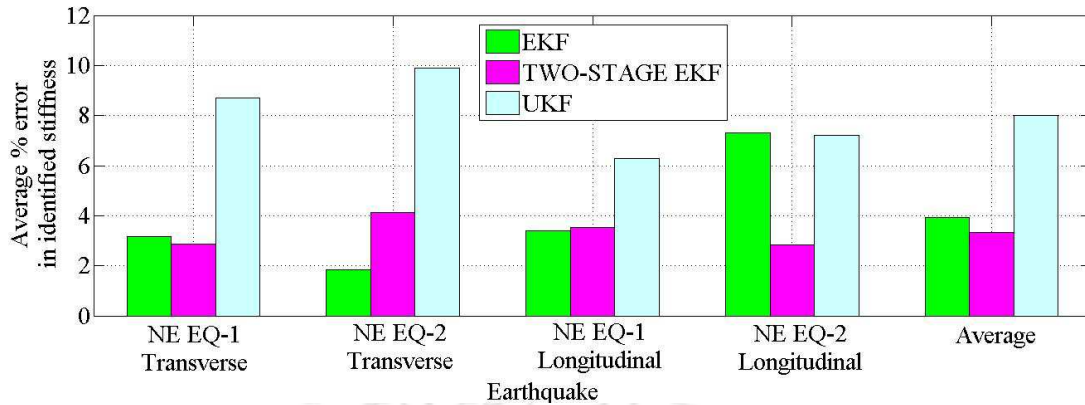 12
10
8
6
4
2
0
Average % error
in identified stiffness
EKF
TWO-STAGE EKF
UKF
NE EQ-1
Transverse
NE EQ-2
Transverse
NE EQ-1
Longitudinal
NE EQ-2
Longitudinal
Average
Earthquake